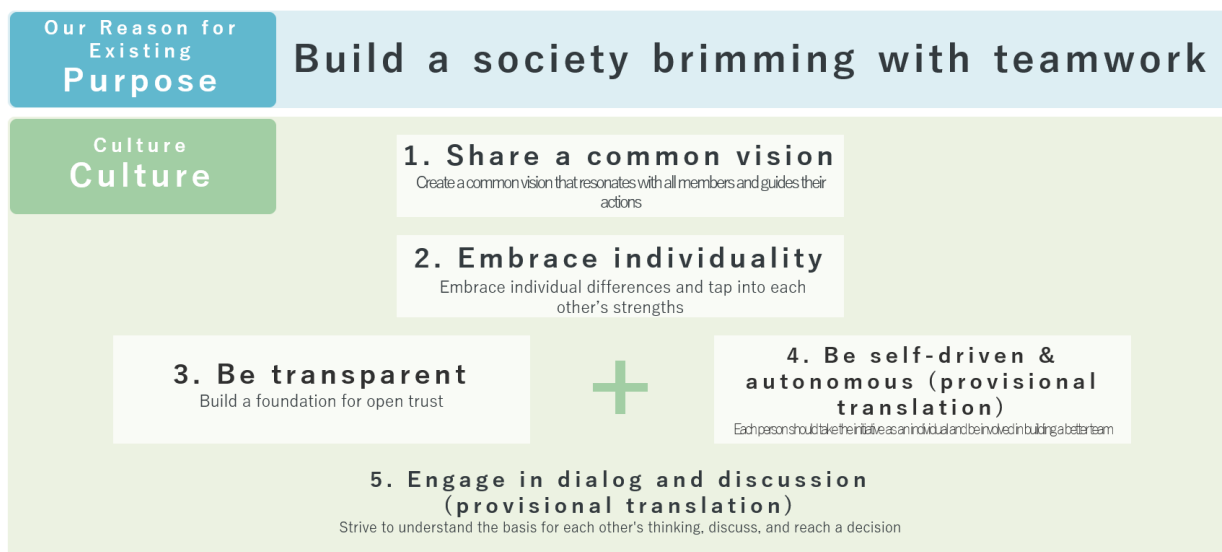 Our Reason for
Existing
Purpose
Build a society brimming with teamwork
Culture
Culture
1. Share a common vision
Create a common vision that resonates with all members and guides their
actions
2. Embrace individuality
Embrace individual differences and tap into each
other’s strengths
3. Be transparent
Build a foundation for open trust
+
4. Be self-driven &
autonomous (provisional
translation)
Each person should take the initiative as an individual and be involved in building a better team
5. Engage in dialog and discussion
(provisional translation)
Strive to understand the basis for each other's thinking, discuss, and reach a decision